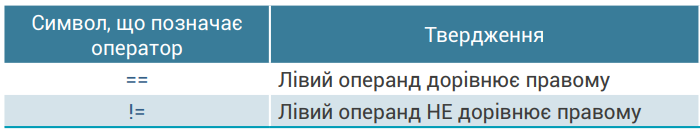 Символ, що позначає
оператор
Твердження
==
Лівий операнд дорівнює правому
!=
Лівий операнд НЕ дорівнює правому